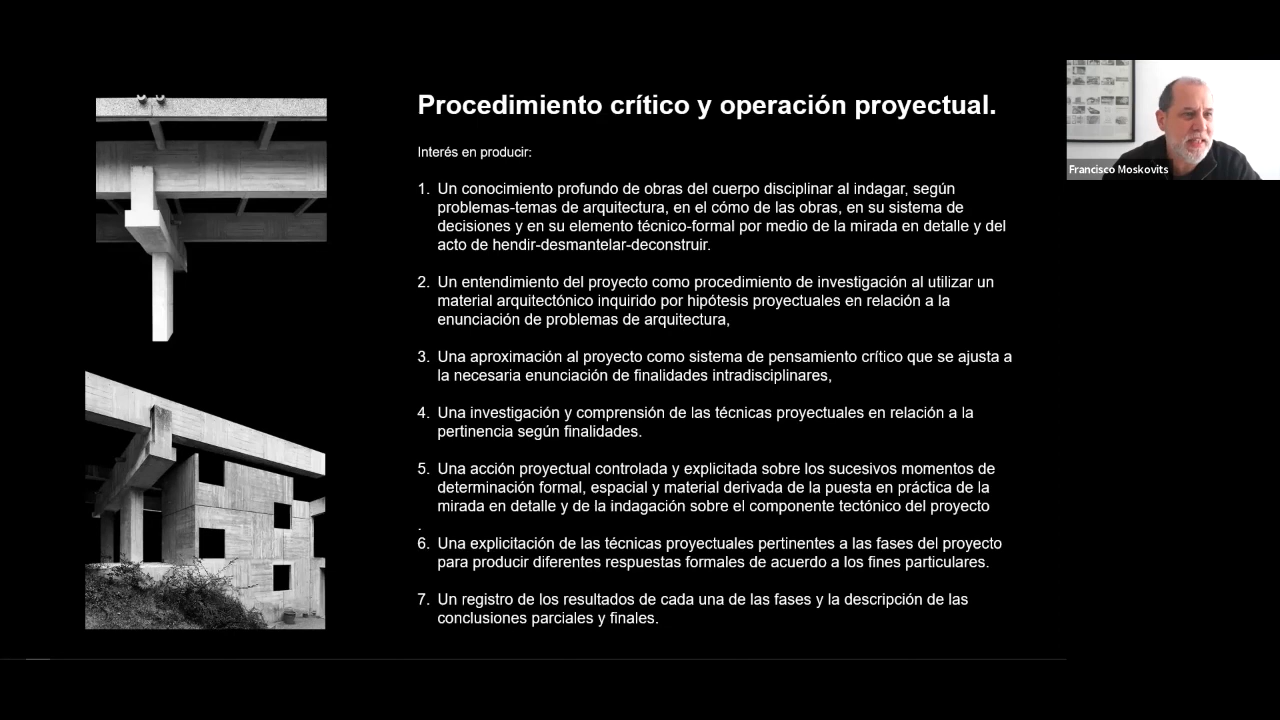 Procedimiento crítico y operación proyectual.
Interés en producir:
1. Un conocimiento profundo de obras del cuerpo disciplinar al indagar, según
problemas-temas de arquitectura, en el cómo de las obras, en su sistema de
decisiones y en su elemento técnico-formal por medio de la mirada en detalle y del
acto de hendir-desmantelar-deconstruir.
2. Un entendimiento del proyecto como procedimiento de investigación al utilizar un
material arquitectónico inquirido por hipótesis proyectuales en relación a la
enunciación de problemas de arquitectura,
3. Una aproximación al proyecto como sistema de pensamiento crítico que se ajusta a
la necesaria enunciación de finalidades intradisciplinares,
4. Una investigación y comprensión de las técnicas proyectuales en relación a la
pertinencia según finalidades.
5. Una acción proyectual controlada y explicitada sobre los sucesivos momentos de
determinación formal, espacial y material derivada de la puesta en práctica de la
mirada en detalle y de la indagación sobre el componente tectónico del proyecto
.
6. Una explicitación de las técnicas proyectuales pertinentes a las fases del proyecto
para producir diferentes respuestas formales de acuerdo a los fines particulares.
7. Un registro de los resultados de cada una de las fases y la descripción de las
conclusiones parciales y finales.
Francisco Moskovits